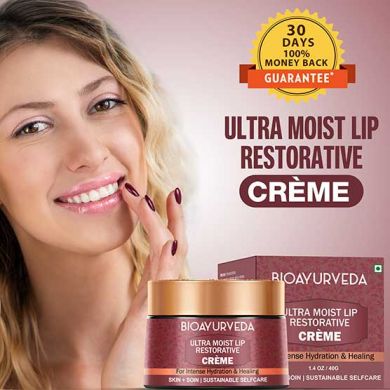 30
DAYS
100%
MONEY BACK
GUARANTEE*
ULTRA MOIST LIP
RESTORATIVE
CRÈME
BIOAYURVEDA
ULTRA MOIST LIP
RESTORATIVE
CRÈME
For Intense Hydration & Healing
SKIN + SOIN | SUSTAINABLE SELFCARE
BIOAYURVEDA
ULTRA MOIST LIP
RESTORATIVE
CRÈME
ense Hydration & Healing
1.4 OZ/ 40G
SOIN | SUSTAINABLE SELFCARE